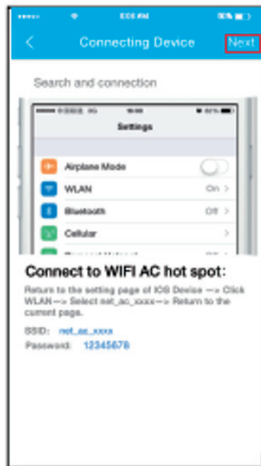 Connecting Device
Next
Search and connection
Settings
Airplane Mode
WLAN
On
Bluetooth
Off
Cellular
Connect to WIFI AC hot spot:
Return to the setting page of IOS Device —> Click
WLAN—> Select net_ac_xxxx—> Return to the
current page.
SSID: net_ac_xxxx
Password: 12345678